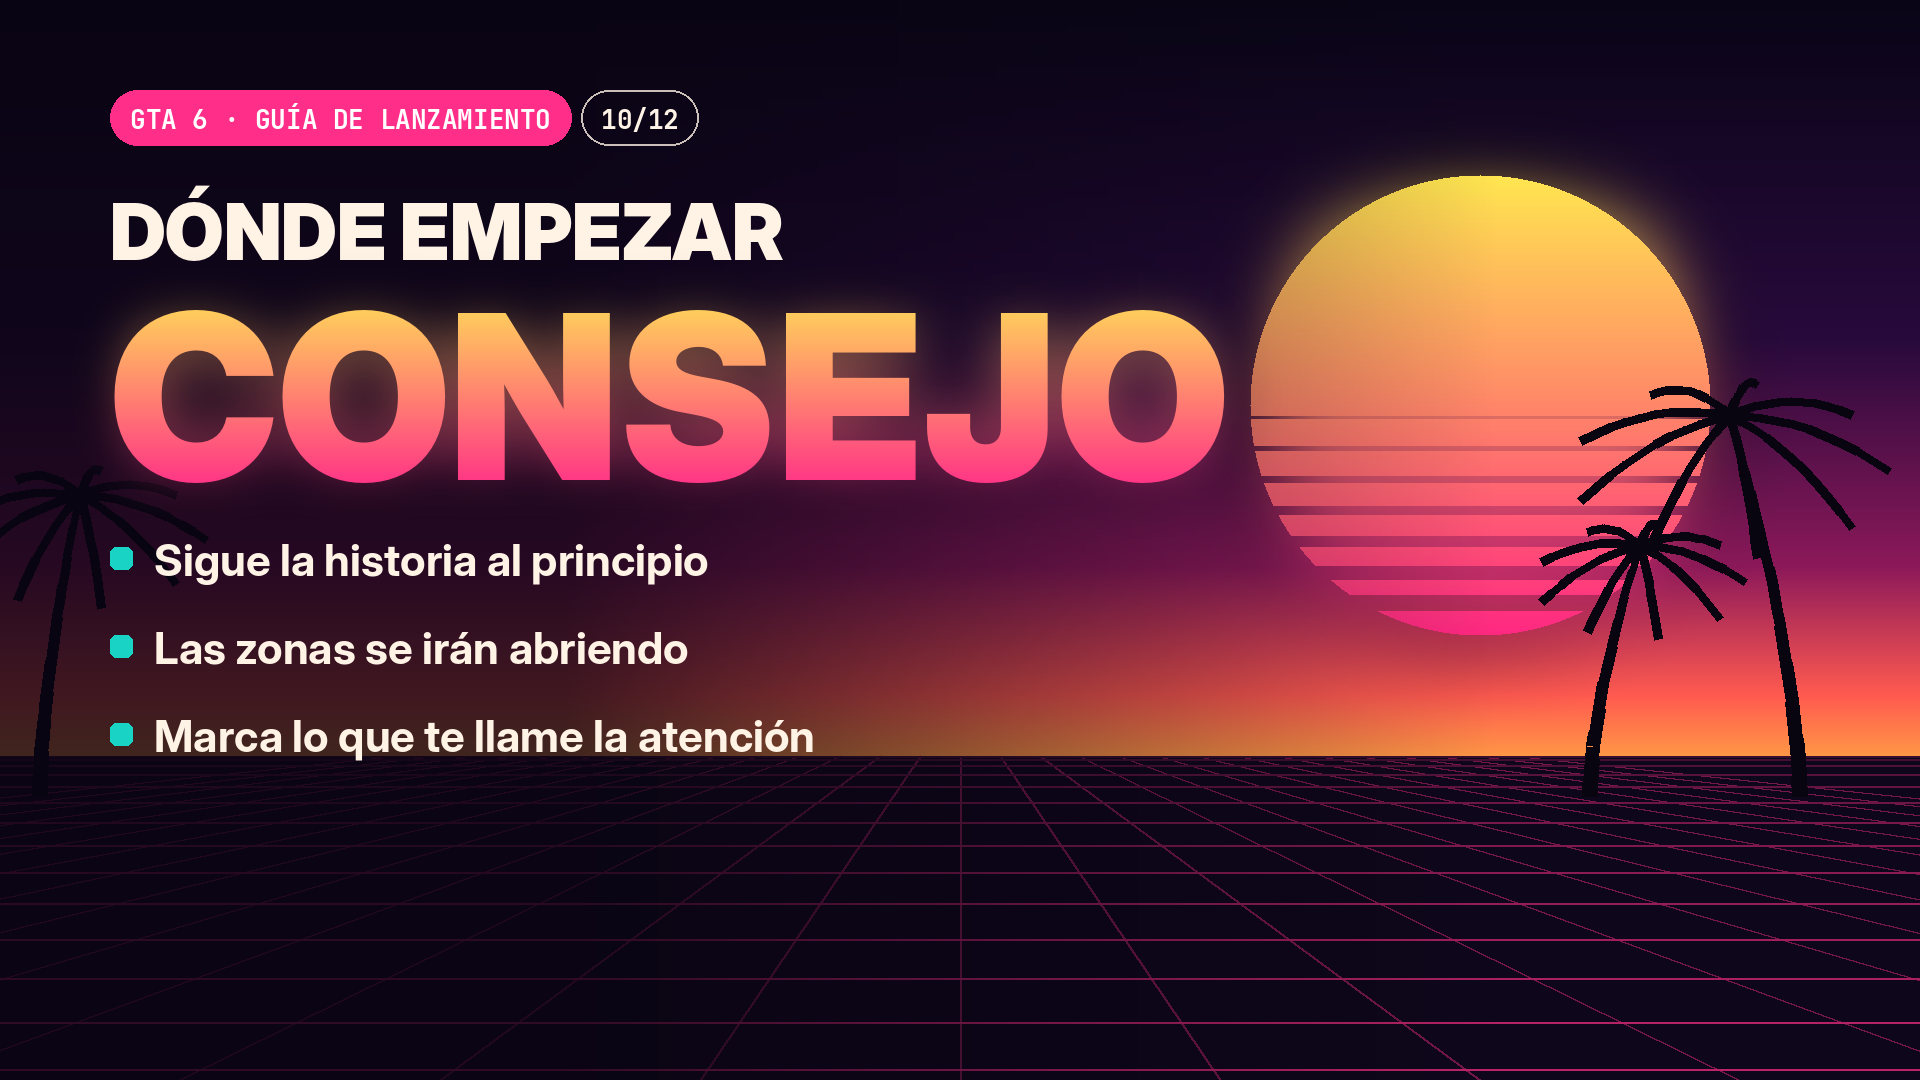 GTA 6 · GUÍA DE LANZAMIENTO
10/12
DÓNDE EMPEZAR
CONSEJO
Sigue la historia al principio
Las zonas se irán abriendo
Marca lo que te llame la atención